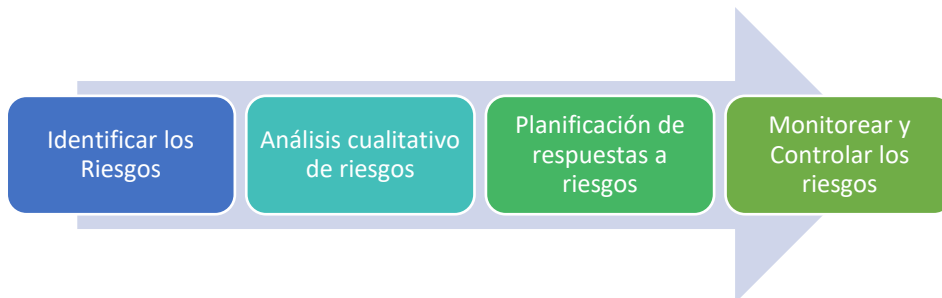 Identificar los
Riesgos
Análisis cualitativo
de riesgos
Planificación de
respuestas a
riesgos
Monitorear y
Controlar los
riesgos